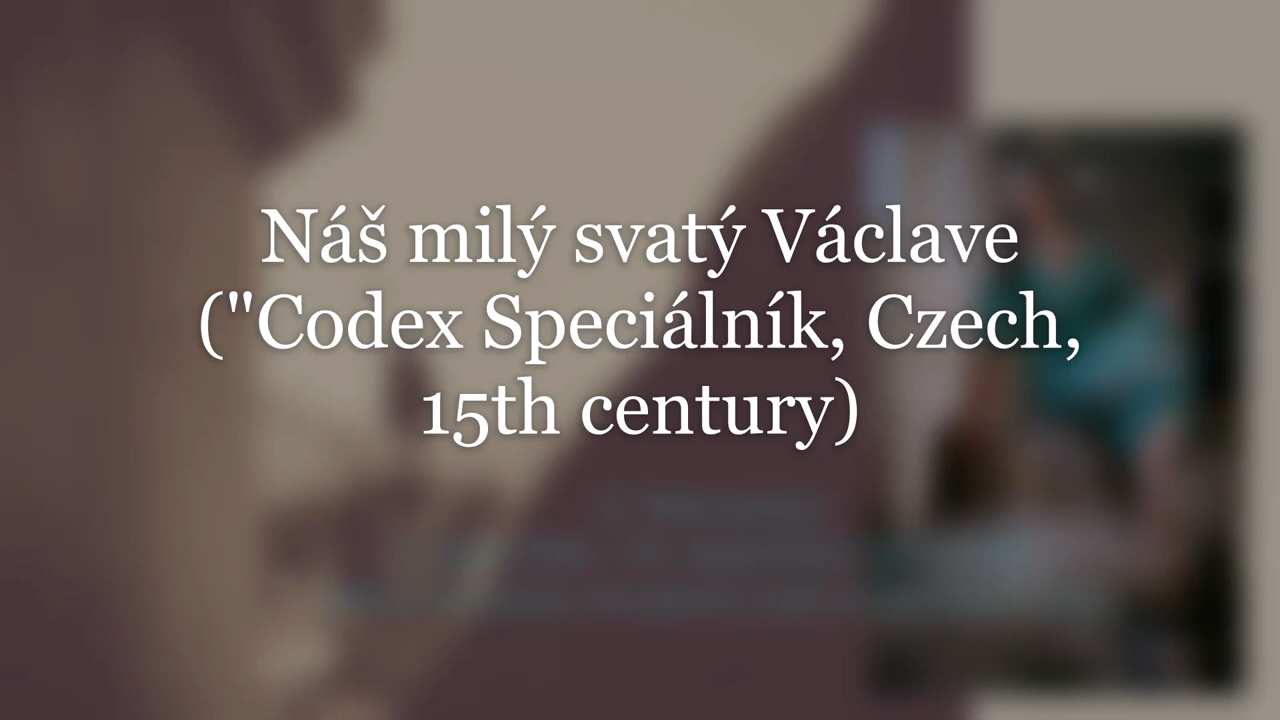 Náš milý svatý Václave
("Codex Speciálník, Czech,
15th century)